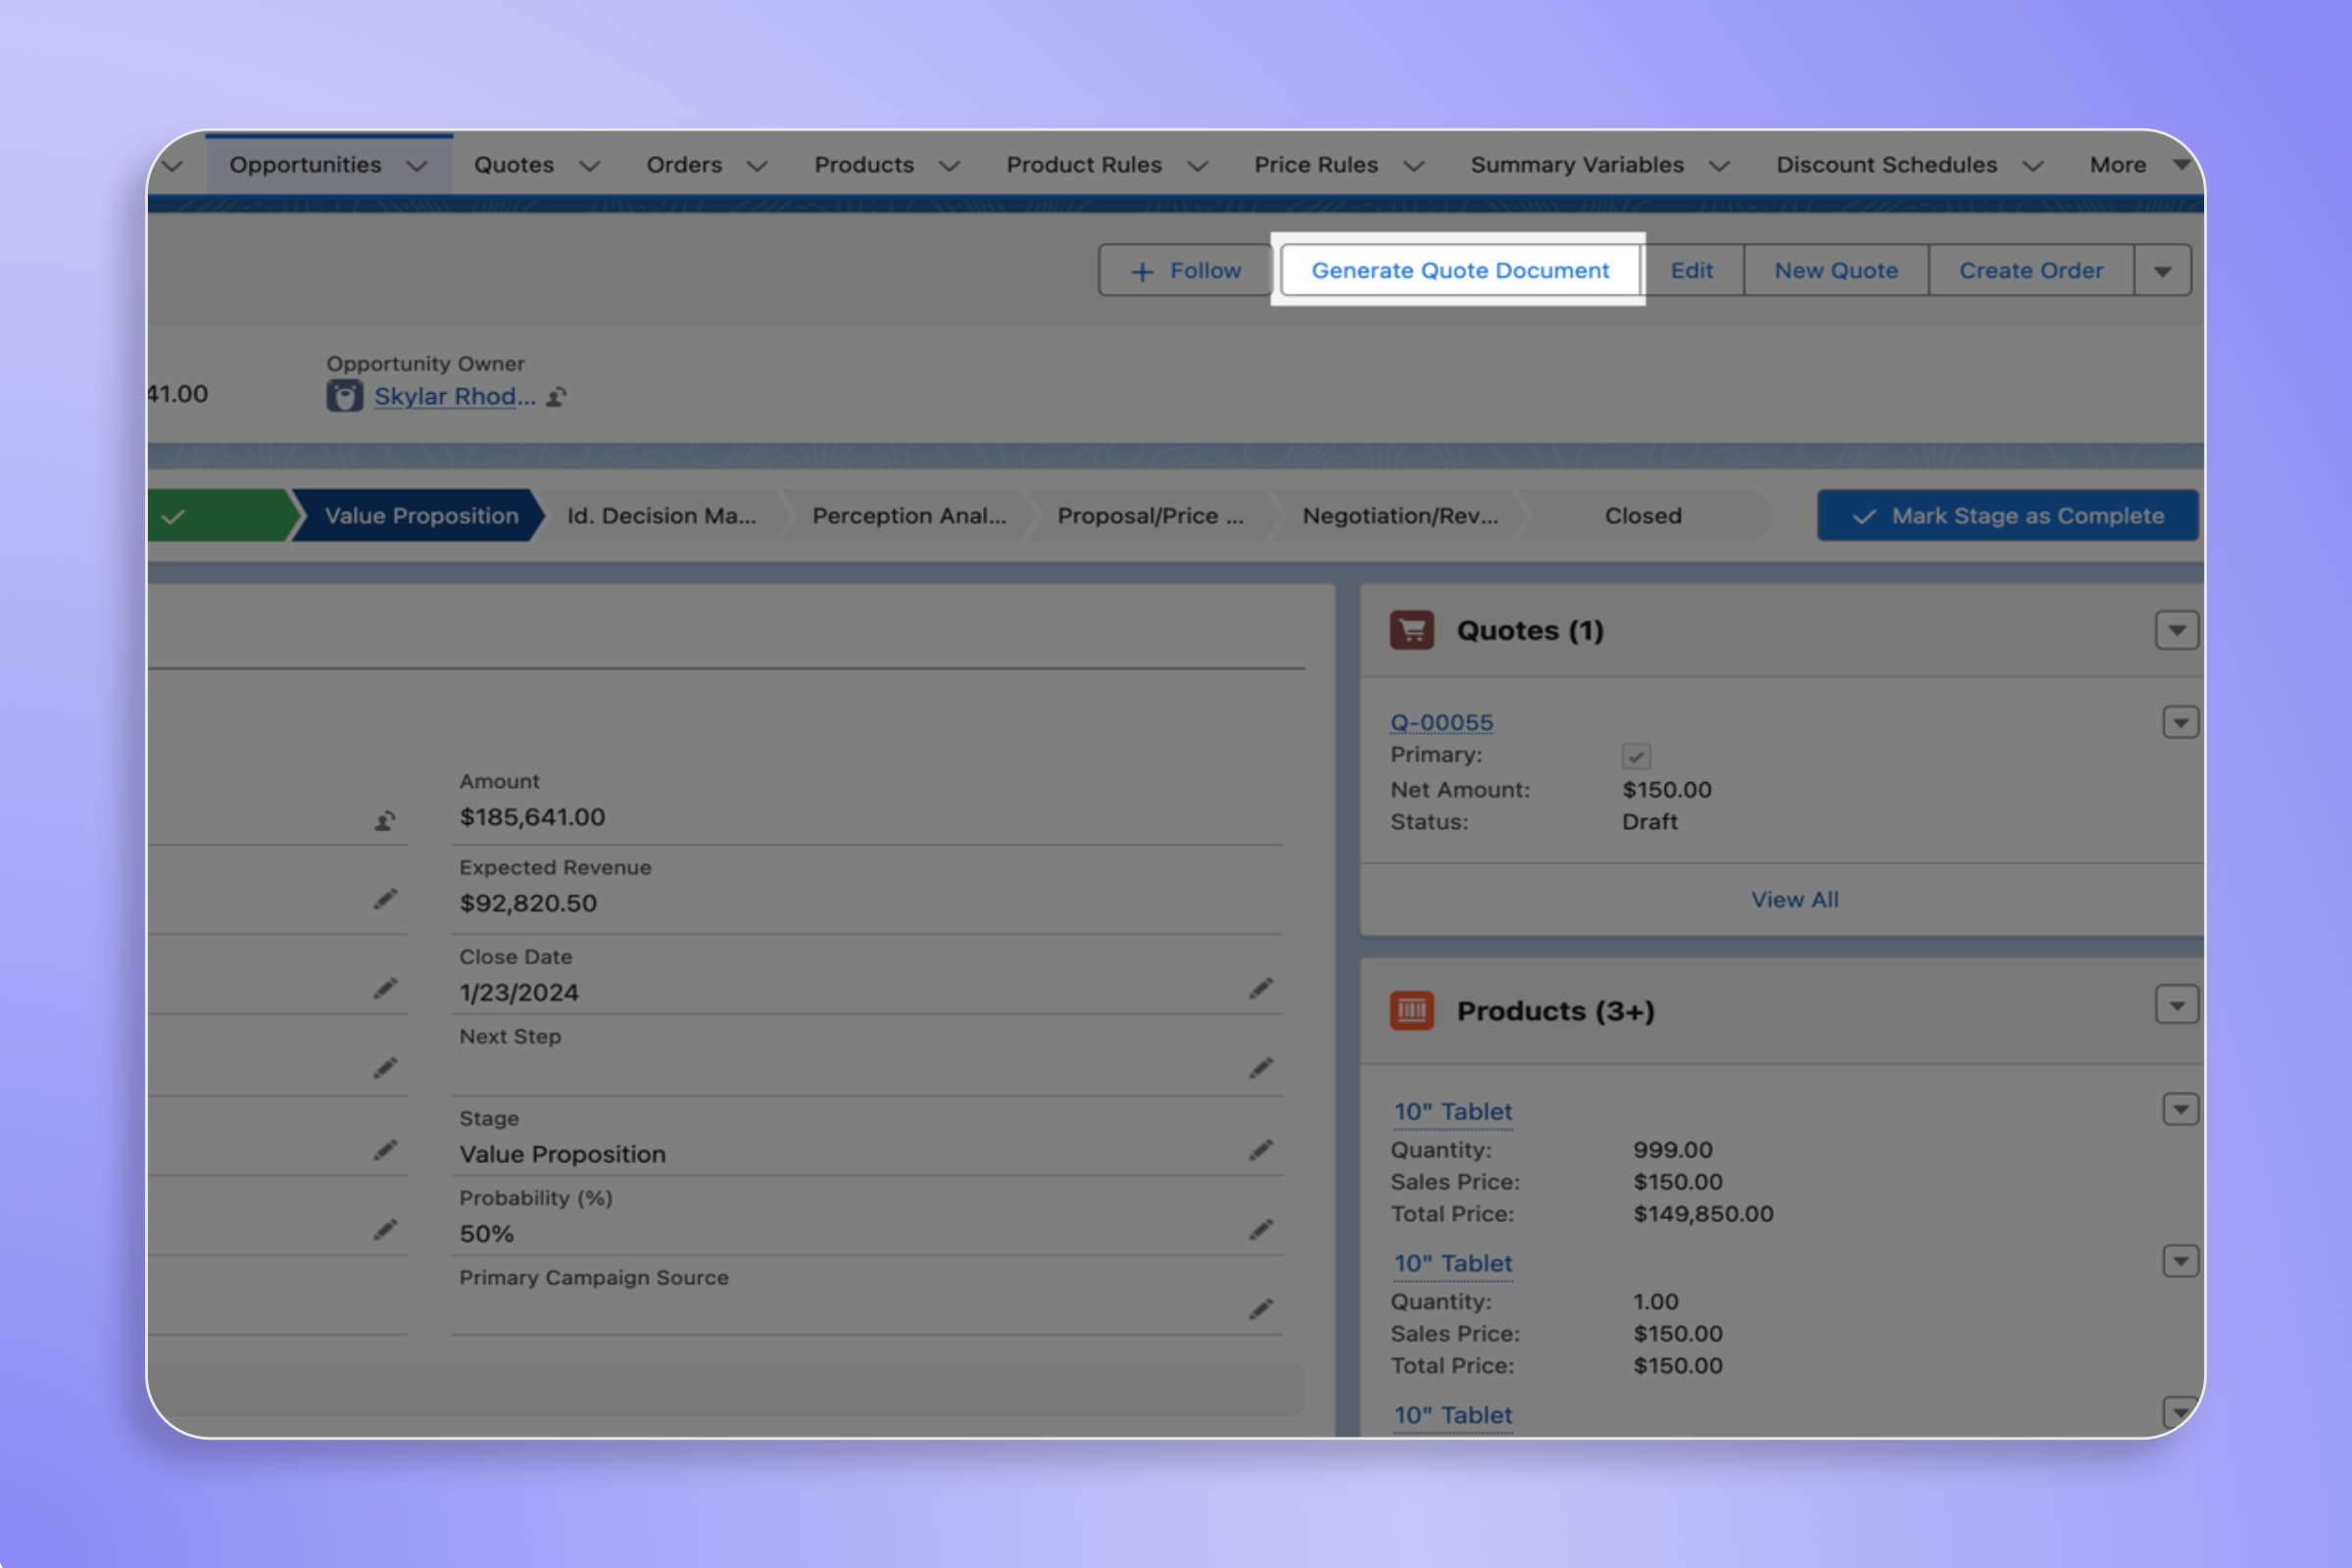 Opportunities Quotes Orders Products Product Rules Price Rules Summary Variables Discount Schedules More
+ Follow Generate Quote Document Edit New Quote Create Order
Opportunity Owner
41.00 Skylar Rhod...
Value Proposition Id. Decision Ma... Perception Anal... Proposal/Price ... Negotiation/Rev... Closed Mark Stage as Complete
Amount
$185,641.00
Expected Revenue
$92,820.50
Close Date
1/23/2024
Next Step
Stage
Value Proposition
Probability (%)
50%
Primary Campaign Source
Quotes (1)
Q-00055
Primary:
Net Amount: $150.00
Status: Draft
View All
Products (3+)
10" Tablet
Quantity: 999.00
Sales Price: $150.00
Total Price: $149,850.00
10" Tablet
Quantity: 1.00
Sales Price: $150.00
Total Price: $150.00
10" Tablet